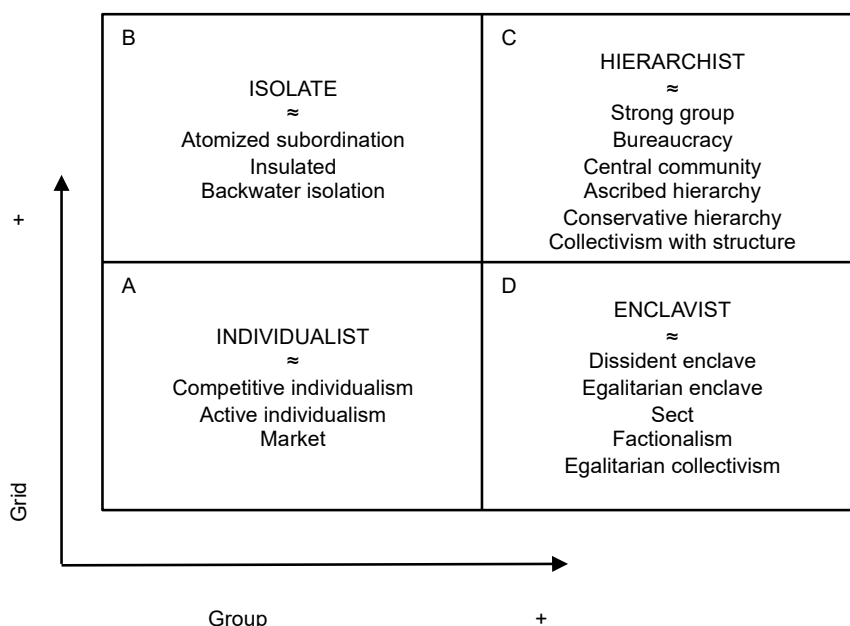 B
ISOLATE
≈
Atomized subordination
Insulated
Backwater isolation
C
HIERARCHIST
≈
Strong group
Bureaucracy
Central community
Ascribed hierarchy
Conservative hierarchy
Collectivism with structure
+
A
INDIVIDUALIST
≈
Competitive individualism
Active individualism
Market
D
ENCLAVIST
≈
Dissident enclave
Egalitarian enclave
Sect
Factionalism
Egalitarian collectivism
Grid
Group +